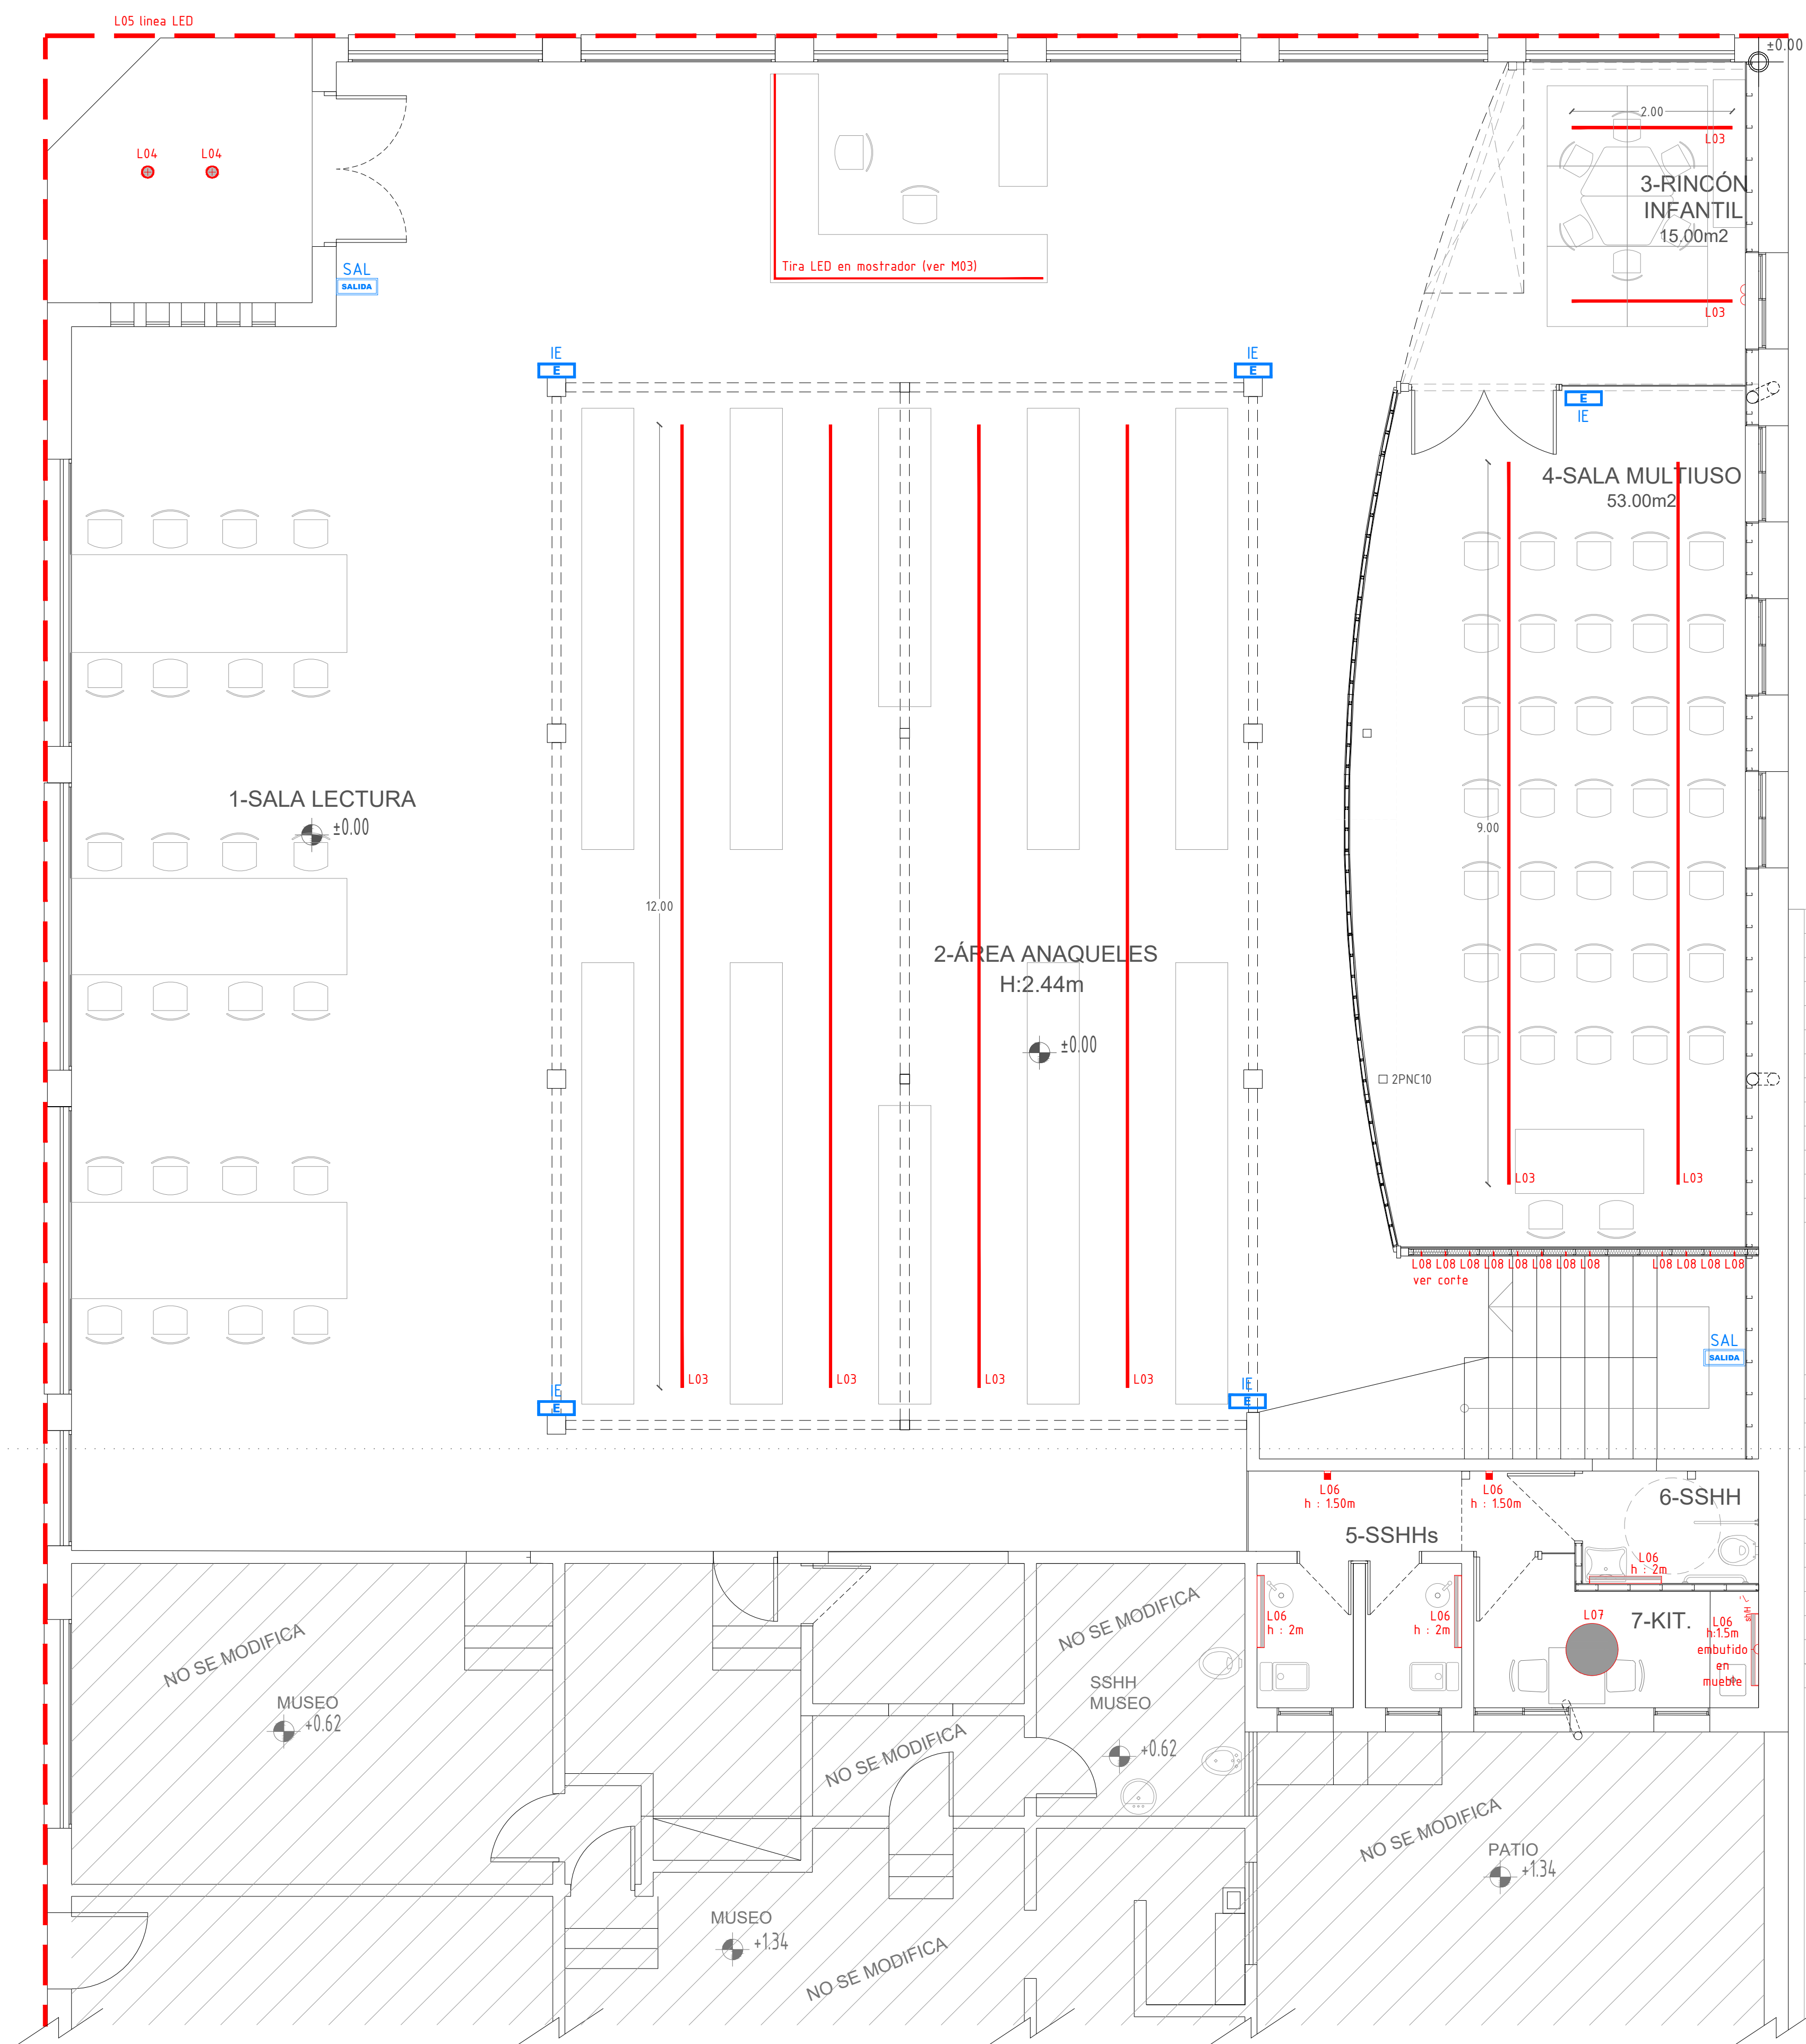 L05 linea LED
±0.00
2.00
L03
L04
L04
3-RINCÓN
INFANTIL
15.00m2
SAL
SALIDA
Tira LED en mostrador (ver M03)
L03
IE
E
IE
E
E
IE
4-SALA MULTIUSO
53.00m2
1-SALA LECTURA
±0.00
9.00
12.00
2-ÁREA ANAQUELES
H:2.44m
±0.00
2PNC10
L03
L03
L08 L08 L08 L08 L08 L08 L08 L08
L08 L08 L08 L08
ver corte
SAL
SALIDA
L03
L03
L03
L03
IE
E
IE
E
L06
h : 1.50m
L06
h : 1.50m
6-SSHH
5-SSHHs
L06
h : 2m
L06
h : 2m
L06
h : 2m
L07
7-KIT.
L06
h:1.5m
embutido
en
mueble
NO SE MODIFICA
MUSEO
+0.62
NO SE MODIFICA
SSHH
MUSEO
+0.62
NO SE MODIFICA
NO SE MODIFICA
PATIO
+1.34
MUSEO
+1.34
NO SE MODIFICA